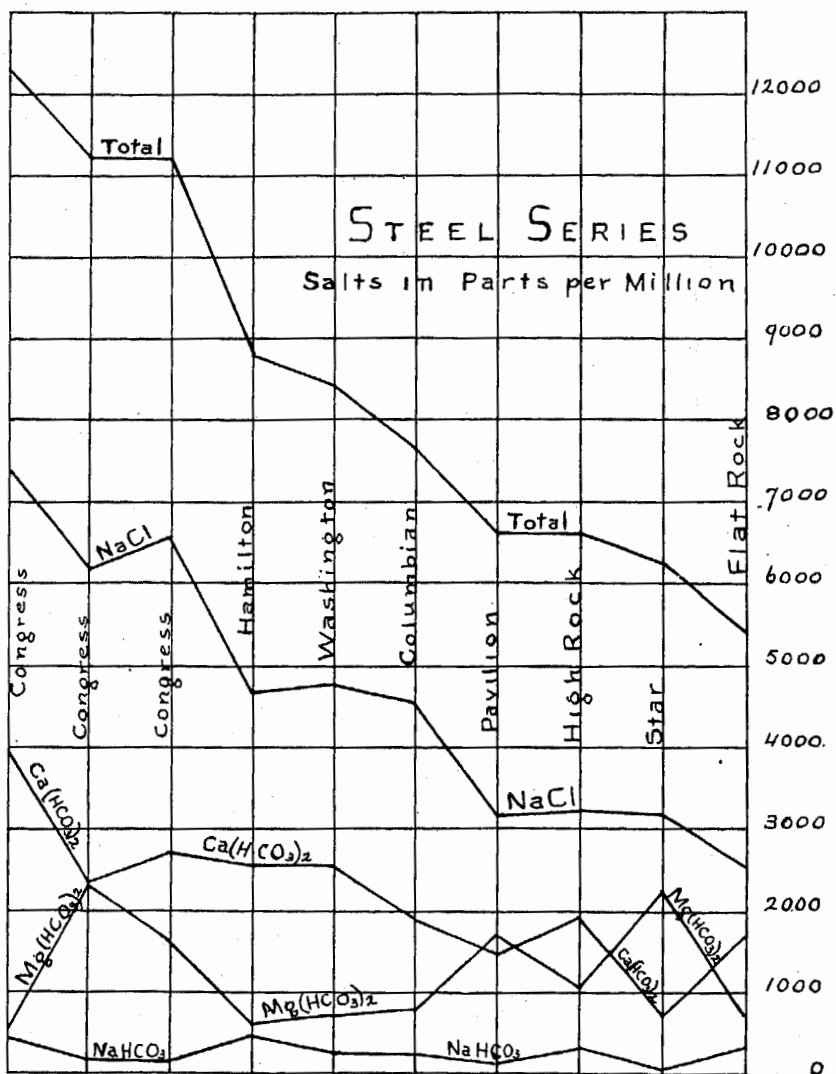 12000
Total
11000
STEEL SERIES
10000
Salts in Parts per Million
9000
8000
7000
Total
NaCl
6000
Congress
Congress
Congress
Hamilton
Washington
Columbian
Pavilion
High Rock
Star
Flat Rock
5000
4000
Ca(HCO3)2
NaCl
3000
Ca(HCO3)2
Mg(HCO3)2
2000
Mg(HCO3)2
Ca(HCO3)2
1000
Mg(HCO3)2
NaHCO3
NaHCO3
0